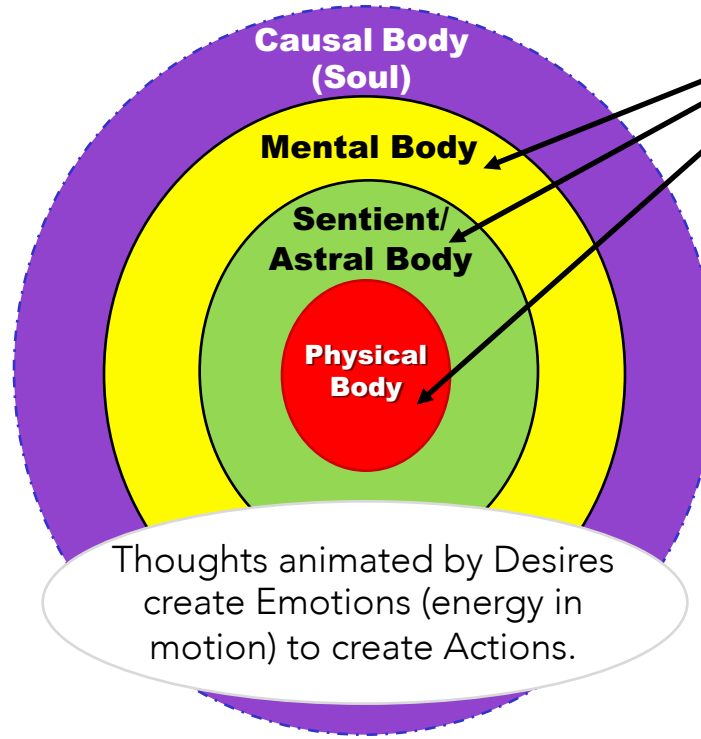 Causal Body
(Soul)
Mental Body
Sentient/
Astral Body
Physical
Body
Thoughts animated by Desires
create Emotions (energy in
motion) to create Actions.